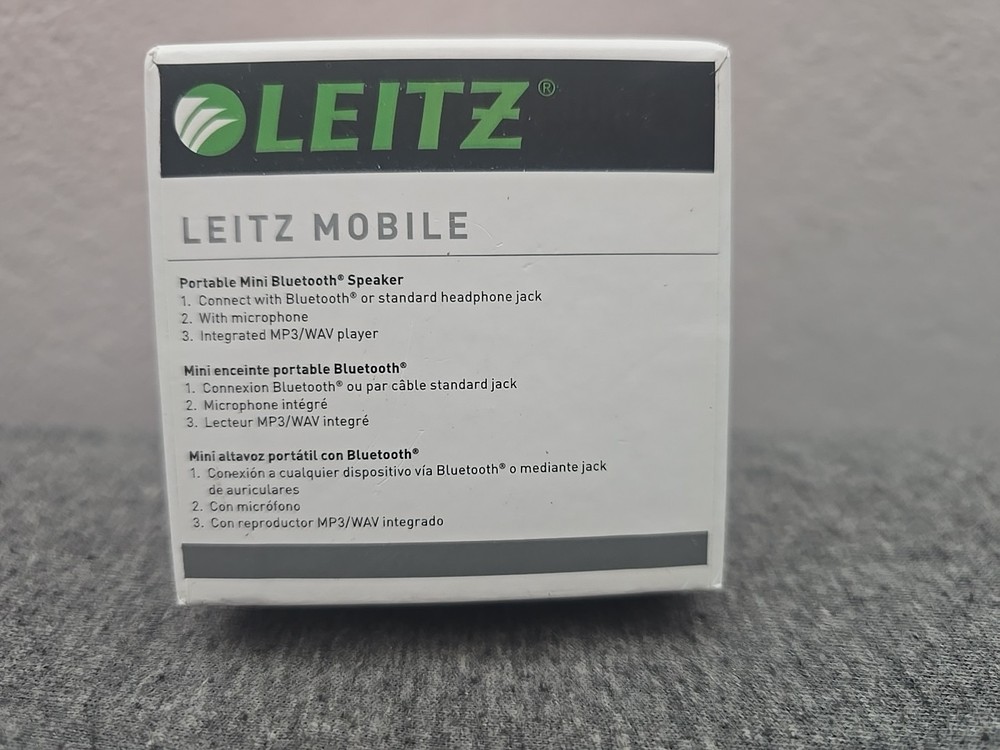 LEITZ®
LEITZ MOBILE
Portable Mini Bluetooth® Speaker
1. Connect with Bluetooth® or standard headphone jack
2. With microphone
3. Integrated MP3/WAV player
Mini enceinte portable Bluetooth®
1. Connexion Bluetooth® ou par câble standard jack
2. Microphone intégré
3. Lecteur MP3/WAV integré
Mini altavoz portátil con Bluetooth®
1. Conexión a cualquier dispositivo vía Bluetooth® o mediante jack
de auriculares
2. Con micrófono
3. Con reproductor MP3/WAV integrado